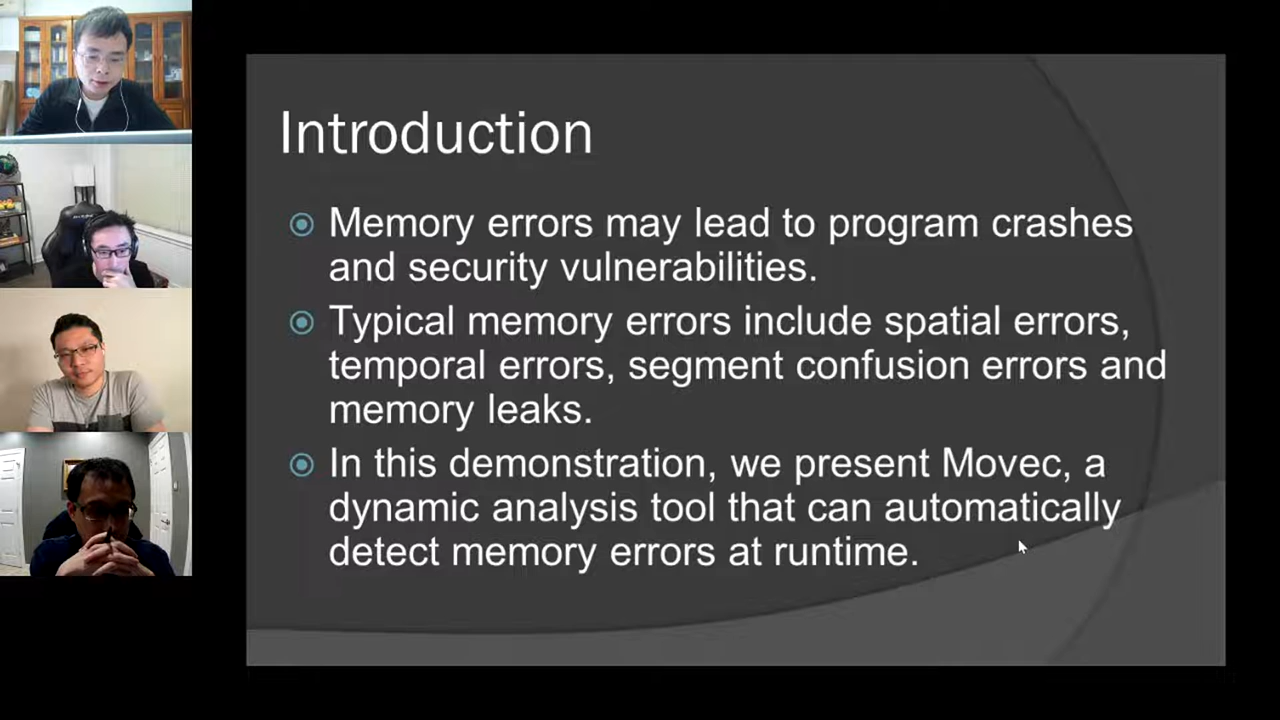 Introduction
Memory errors may lead to program crashes
and security vulnerabilities.
Typical memory errors include spatial errors,
temporal errors, segment confusion errors and
memory leaks.
In this demonstration, we present Movec, a
dynamic analysis tool that can automatically
detect memory errors at runtime.